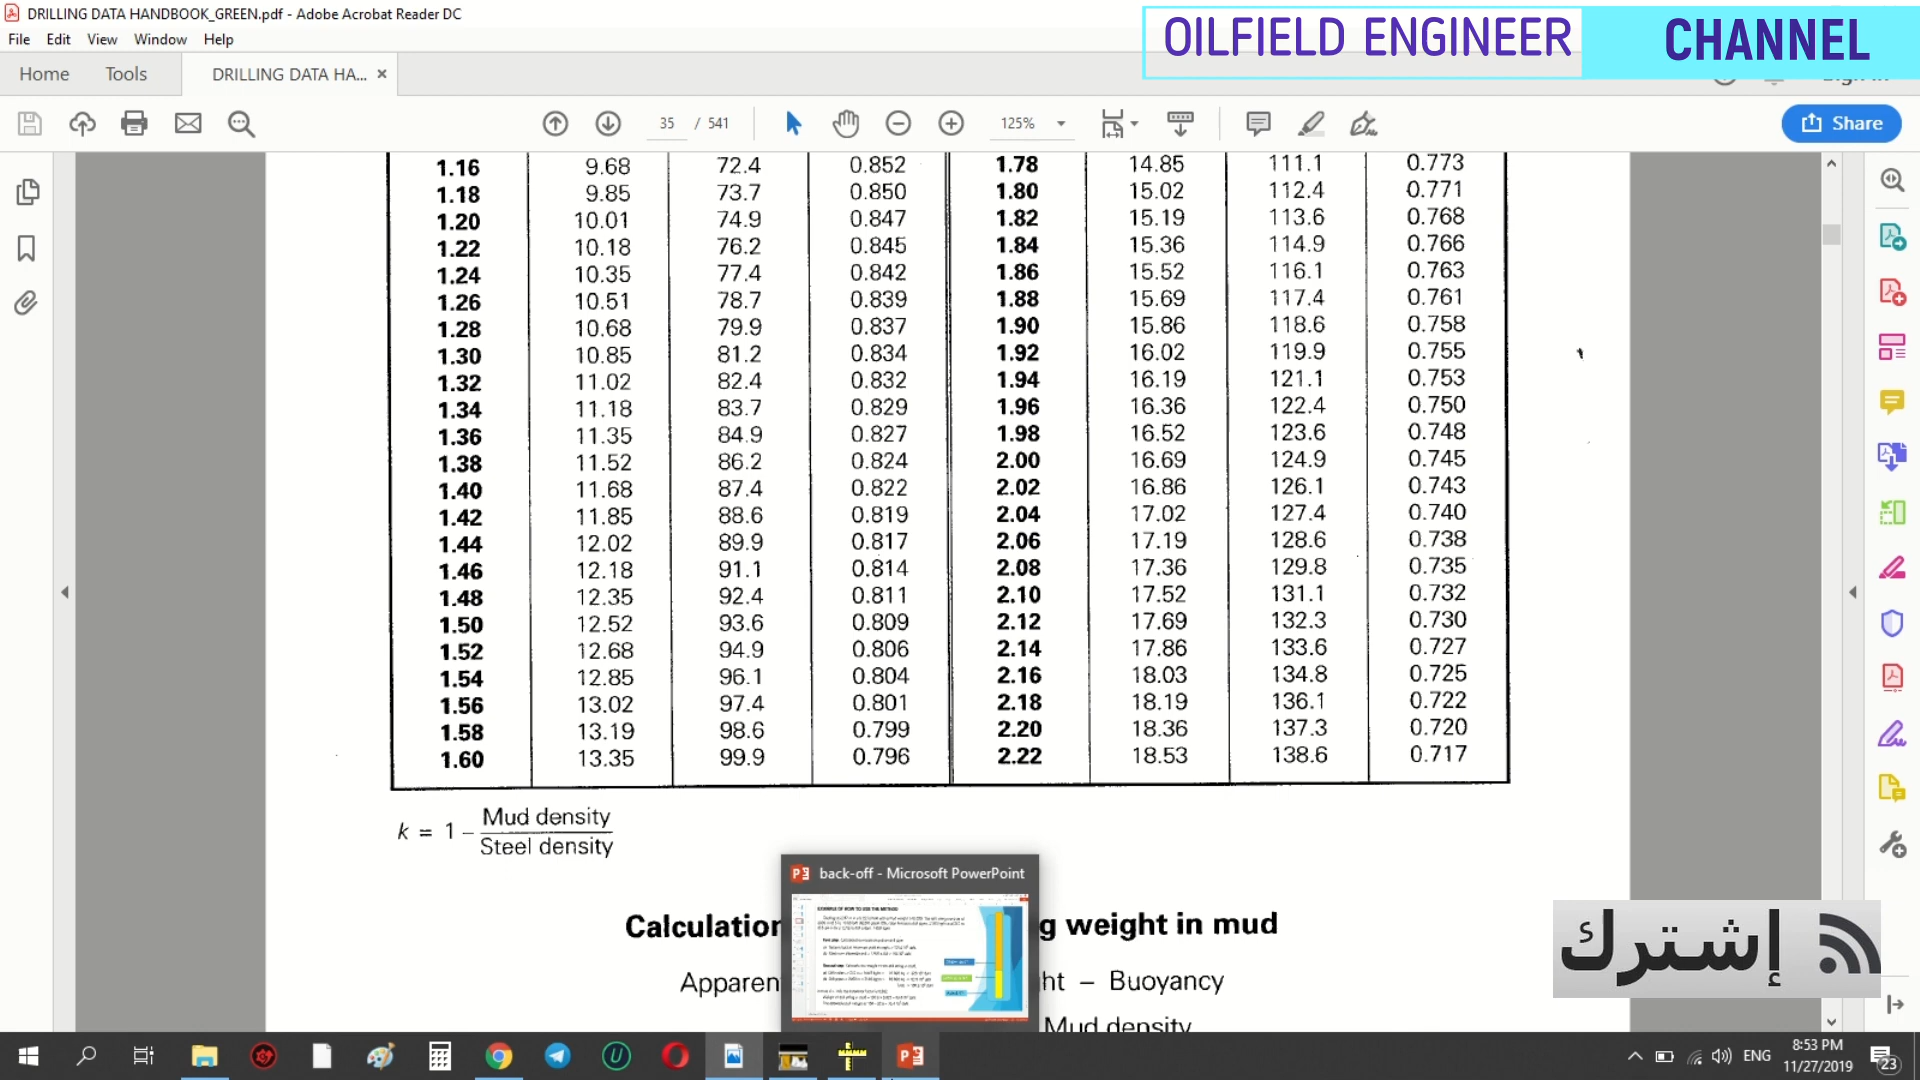 DRILLING DATA HANDBOOK_GREEN.pdf - Adobe Acrobat Reader DC
OILFIELD ENGINEER CHANNEL
File Edit View Window Help
Home Tools DRILLING DATA HA... ×
35 / 541 125% Share
1.16 9.68 72.4 0.852 1.78 14.85 111.1 0.773
1.18 9.85 73.7 0.850 1.80 15.02 112.4 0.771
1.20 10.01 74.9 0.847 1.82 15.19 113.6 0.768
1.22 10.18 76.2 0.845 1.84 15.36 114.9 0.766
1.24 10.35 77.4 0.842 1.86 15.52 116.1 0.763
1.26 10.51 78.7 0.839 1.88 15.69 117.4 0.761
1.28 10.68 79.9 0.837 1.90 15.86 118.6 0.758
1.30 10.85 81.2 0.834 1.92 16.02 119.9 0.755
1.32 11.02 82.4 0.832 1.94 16.19 121.1 0.753
1.34 11.18 83.7 0.829 1.96 16.36 122.4 0.750
1.36 11.35 84.9 0.827 1.98 16.52 123.6 0.748
1.38 11.52 86.2 0.824 2.00 16.69 124.9 0.745
1.40 11.68 87.4 0.822 2.02 16.86 126.1 0.743
1.42 11.85 88.6 0.819 2.04 17.02 127.4 0.740
1.44 12.02 89.9 0.817 2.06 17.19 128.6 0.738
1.46 12.18 91.1 0.814 2.08 17.36 129.8 0.735
1.48 12.35 92.4 0.811 2.10 17.52 131.1 0.732
1.50 12.52 93.6 0.809 2.12 17.69 132.3 0.730
1.52 12.68 94.9 0.806 2.14 17.86 133.6 0.727
1.54 12.85 96.1 0.804 2.16 18.03 134.8 0.725
1.56 13.02 97.4 0.801 2.18 18.19 136.1 0.722
1.58 13.19 98.6 0.799 2.20 18.36 137.3 0.720
1.60 13.35 99.9 0.796 2.22 18.53 138.6 0.717
k = 1 – Mud density
Steel density
back-off - Microsoft PowerPoint
Calculation g weight in mud
إشترك
Apparen ht – Buoyancy
Mud density
ENG 8:53 PM
11/27/2019 23